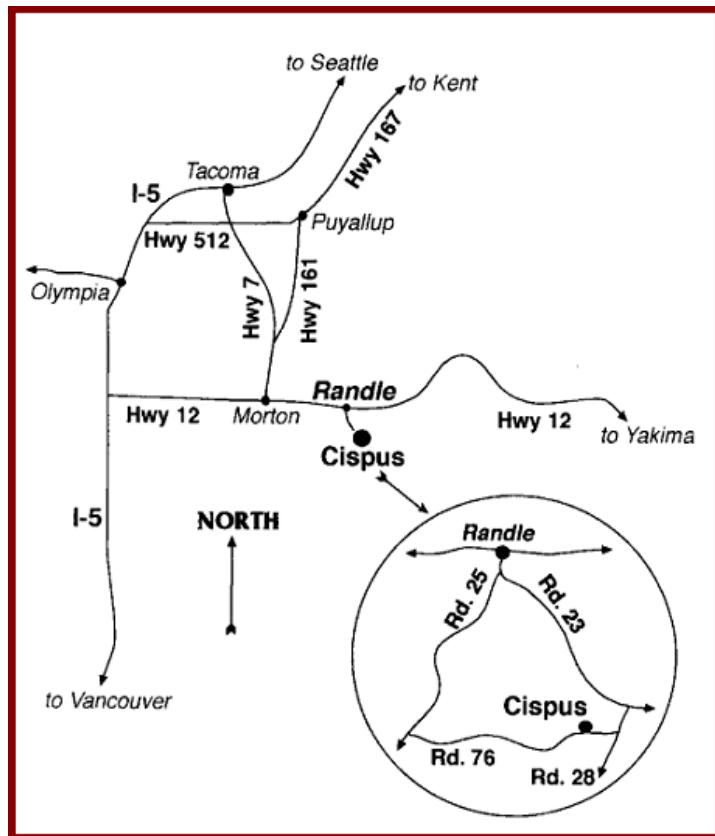 to Seattle
to Kent
Hwy 167
Tacoma
I-5
Puyallup
Hwy 512
Hwy 7
Hwy 161
Olympia
Randle
Hwy 12
Morton
Hwy 12
to Yakima
Cispus
I-5
NORTH
Randle
Rd. 25
Rd. 23
to Vancouver
Cispus
Rd. 76
Rd. 28